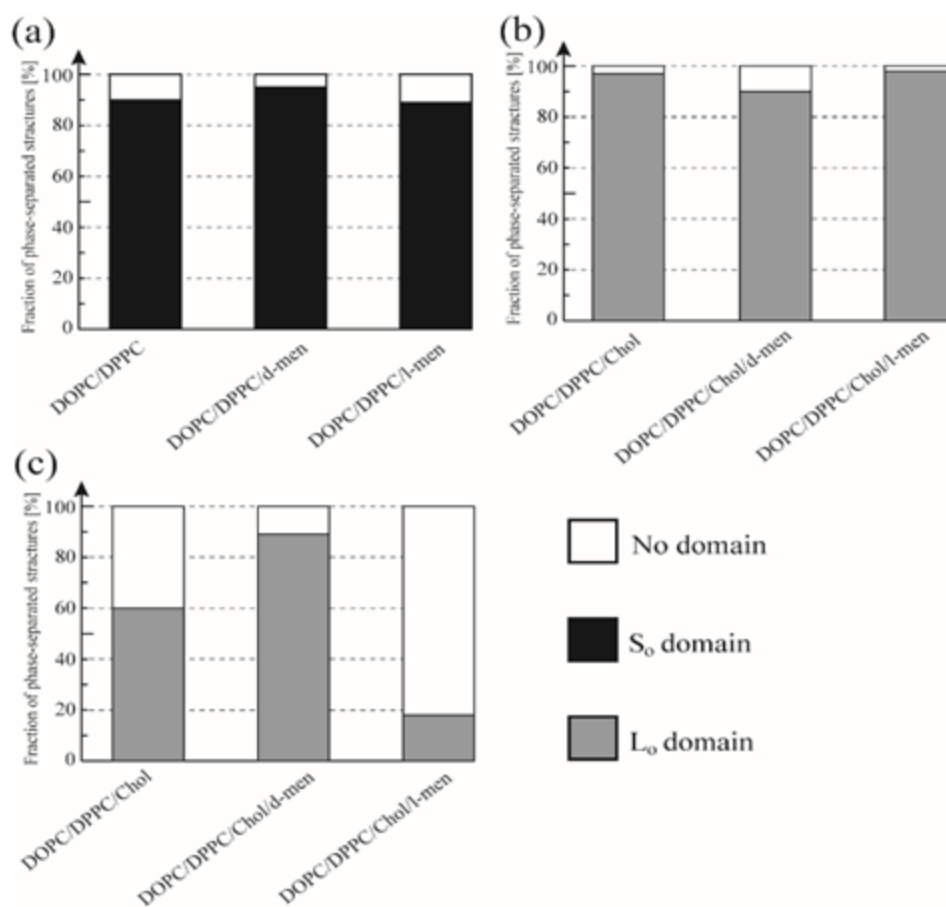 (a)
Fraction of phase-separated stractures [%]
100
80
60
40
20
0
DOPC/DPPC
DOPC/DPPC/d-men
DOPC/DPPC/l-men
(b)
Fraction of phase-separated stractures [%]
100
80
60
40
20
0
DOPC/DPPC/Chol
DOPC/DPPC/Chol/d-men
DOPC/DPPC/Chol/l-men
(c)
Fraction of phase-separated stractures [%]
100
80
60
40
20
0
DOPC/DPPC/Chol
DOPC/DPPC/Chol/d-men
DOPC/DPPC/Chol/l-men
No domain
So domain
Lo domain